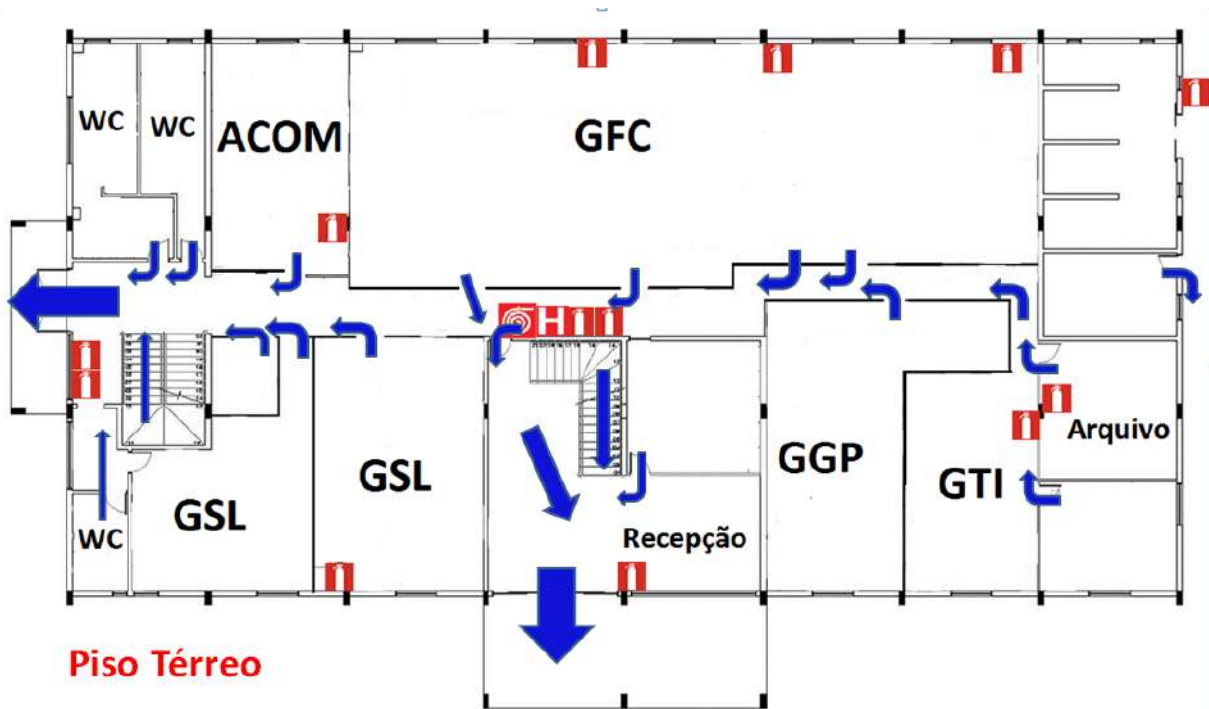 WC
WC
ACOM
GFC
H
GSL
GSL
WC
Recepção
GGP
GTI
Arquivo
Piso Térreo